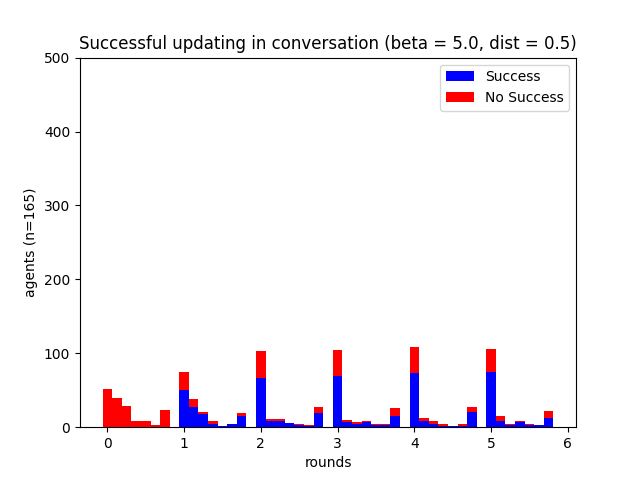 Successful updating in conversation (beta = 5.0, dist = 0.5)
500
400
300
200
100
0
agents (n=165)
Success
No Success
0 1 2 3 4 5 6
rounds